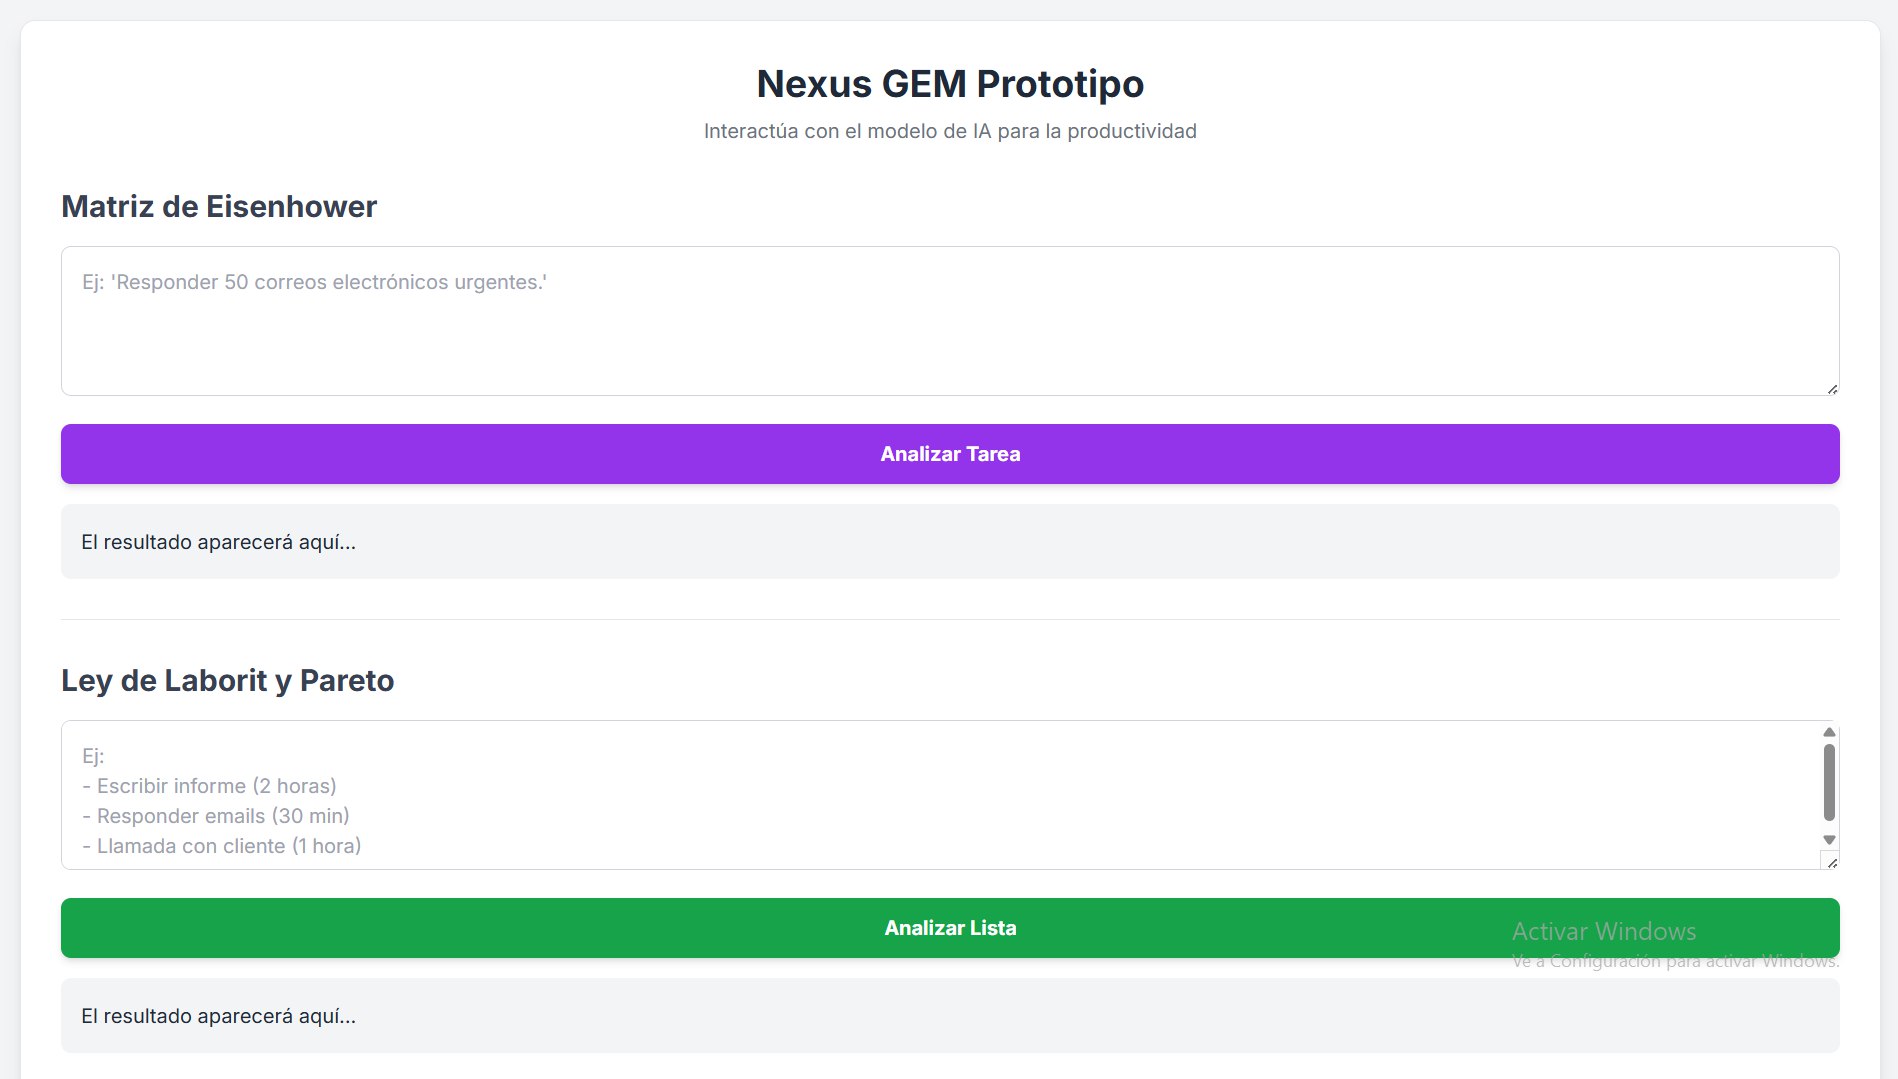 Nexus GEM Prototipo
Interactúa con el modelo de IA para la productividad
Matriz de Eisenhower
Ej: 'Responder 50 correos electrónicos urgentes.'
Analizar Tarea
El resultado aparecerá aquí...
Ley de Laborit y Pareto
Ej:
- Escribir informe (2 horas)
- Responder emails (30 min)
- Llamada con cliente (1 hora)
Analizar Lista
Activar Windows
Ve a Configuración para activar Windows.
El resultado aparecerá aquí...